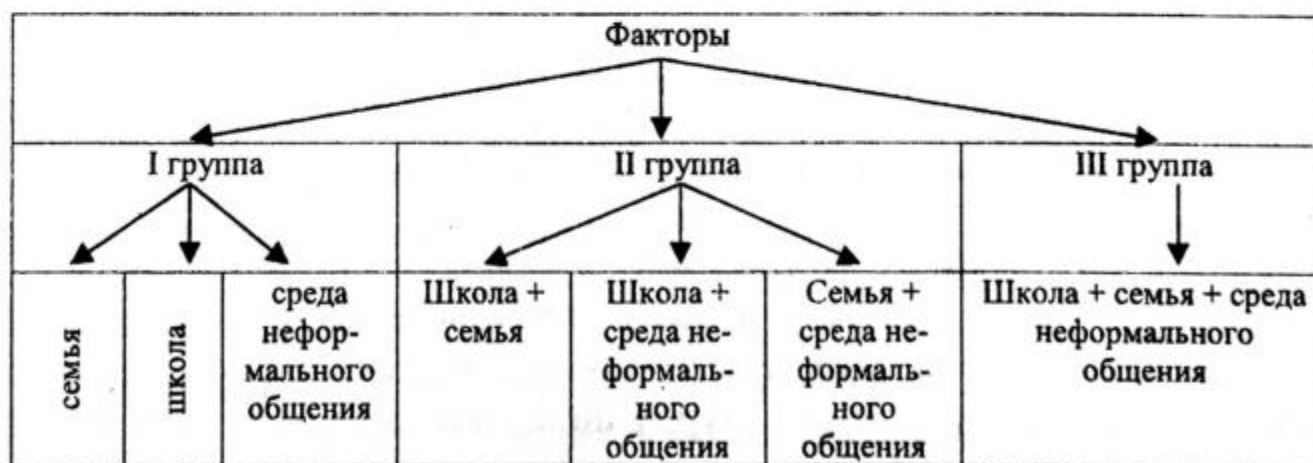 Факторы
I группа
II группа
III группа
семья
школа
среда
нефор-
мального
общения
Школа +
семья
Школа +
среда не-
формаль-
ного
общения
Семья +
среда не-
формаль-
ного
общения
Школа + семья + среда
неформального
общения